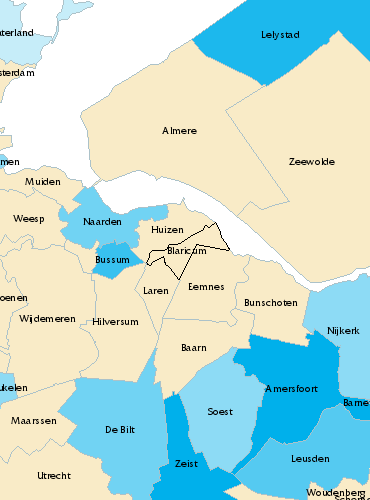 terland
Lelystad
sterdam
Almere
men
Zeewolde
Muiden
Weesp
Naarden
Huizen
Blaricum
Bussum
Laren
Eemnes
oenen
Bunschoten
Wijdemeren
Hilversum
Nijkerk
Baarn
ukelen
Amersfoort
Barne
Soest
Maarssen
De Bilt
Leusden
Zeist
Utrecht
Woudenberg